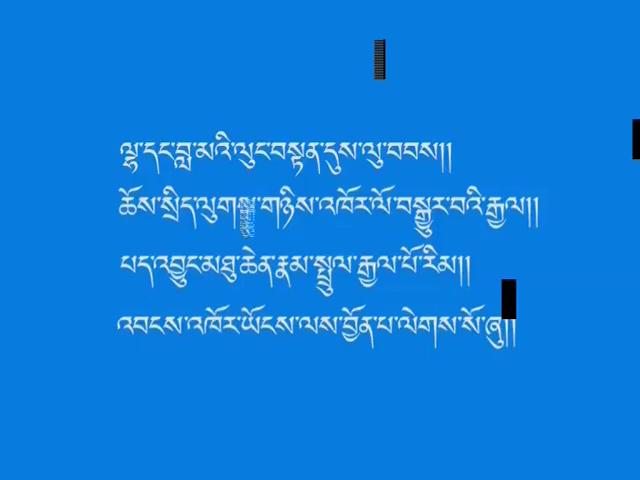 ལྷ་དང་བླ་མའི་ལུང་བསྟན་དུས་ལུ་བབས།།
ཆོས་སྲིད་ལུགས་གཉིས་འཁོར་ལོ་བསྒྱུར་བའི་རྒྱལ།།
པད་འབྱུང་མཐུ་ཆེན་རྣམ་སྤྲུལ་རྒྱལ་པོ་རིམ།།
འབངས་འཁོར་ཡོངས་ལས་བྱོན་པ་ལེགས་སོ་ཞུ།།